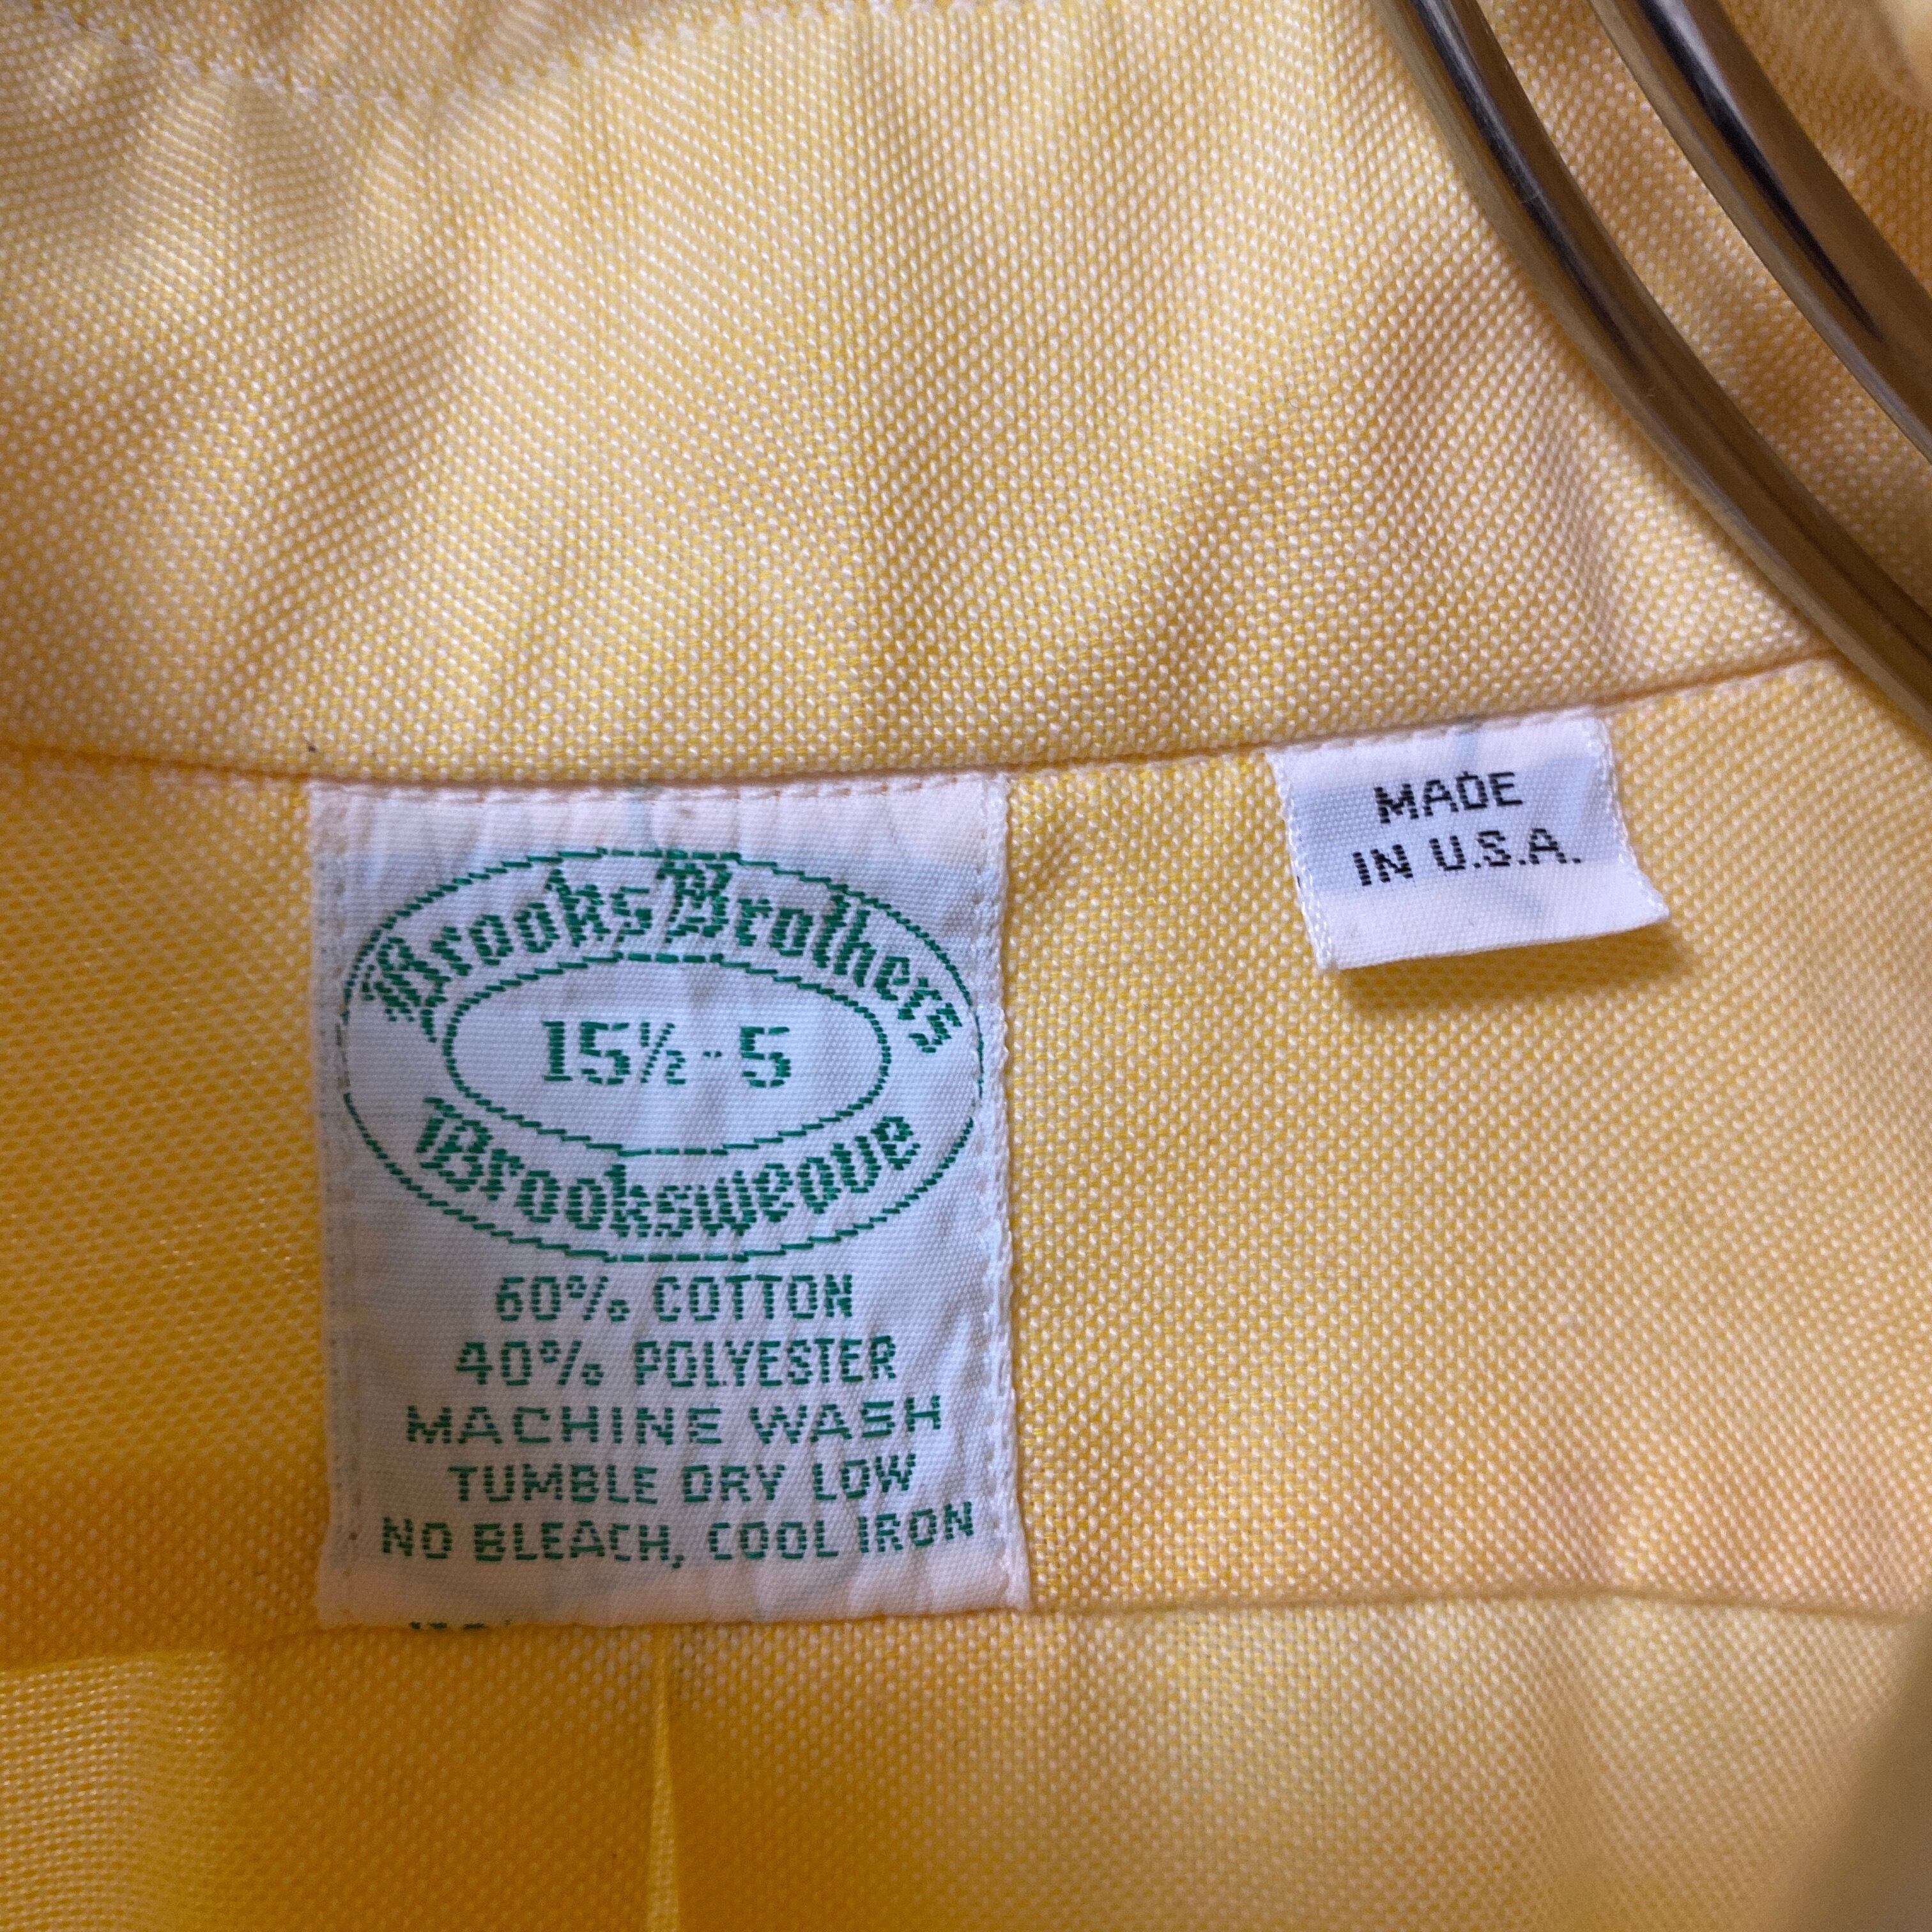 Brooks Brothers
15½-5
Brooksweave
60% COTTON
40% POLYESTER
MACHINE WASH
TUMBLE DRY LOW
NO BLEACH, COOL IRON
MADE
IN U.S.A.